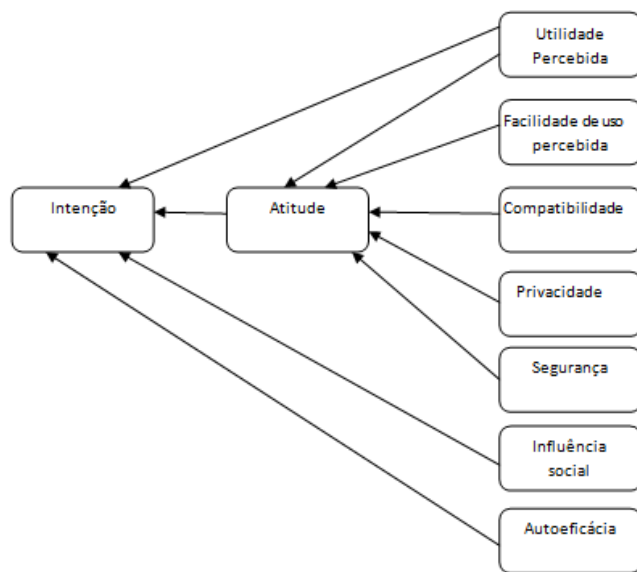 Utilidade
Percebida
Facilidade de uso
percebida
Intenção
Atitude
Compatibilidade
Privacidade
Segurança
Influência
social
Autoeficácia